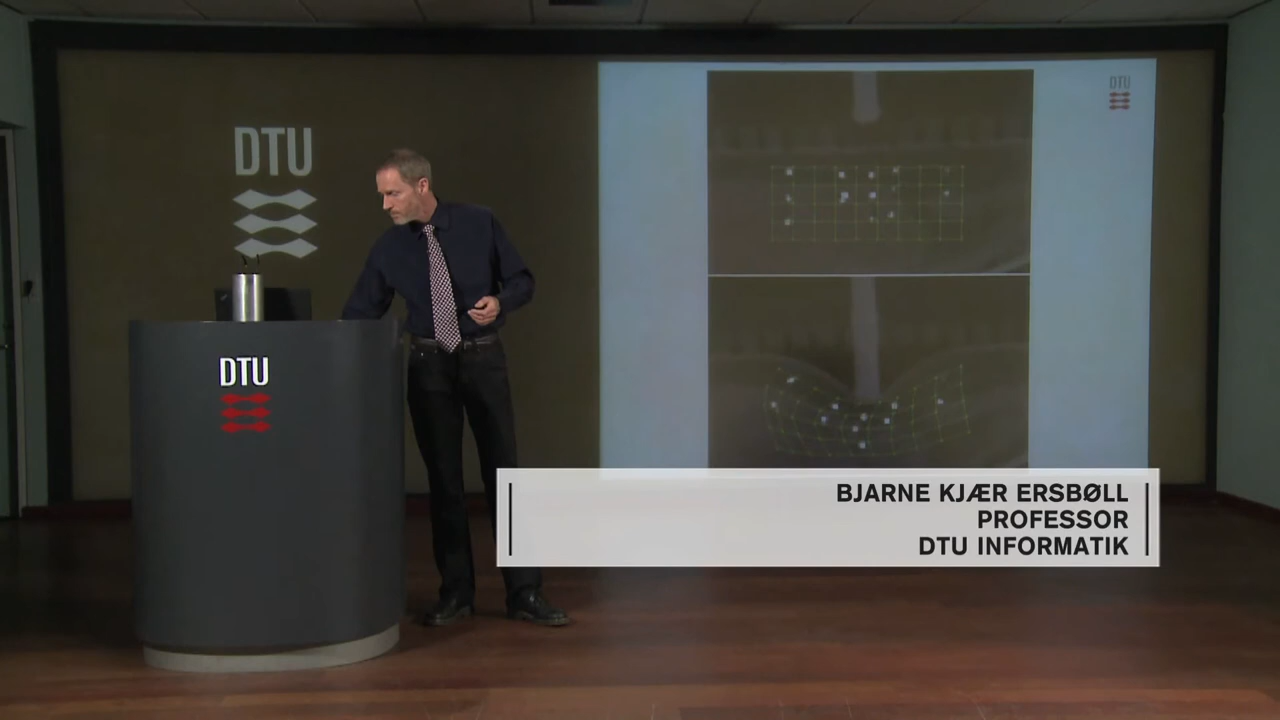 DTU
DTU
DTU
BJARNE KJÆR ERSBØLL
PROFESSOR
DTU INFORMATIK